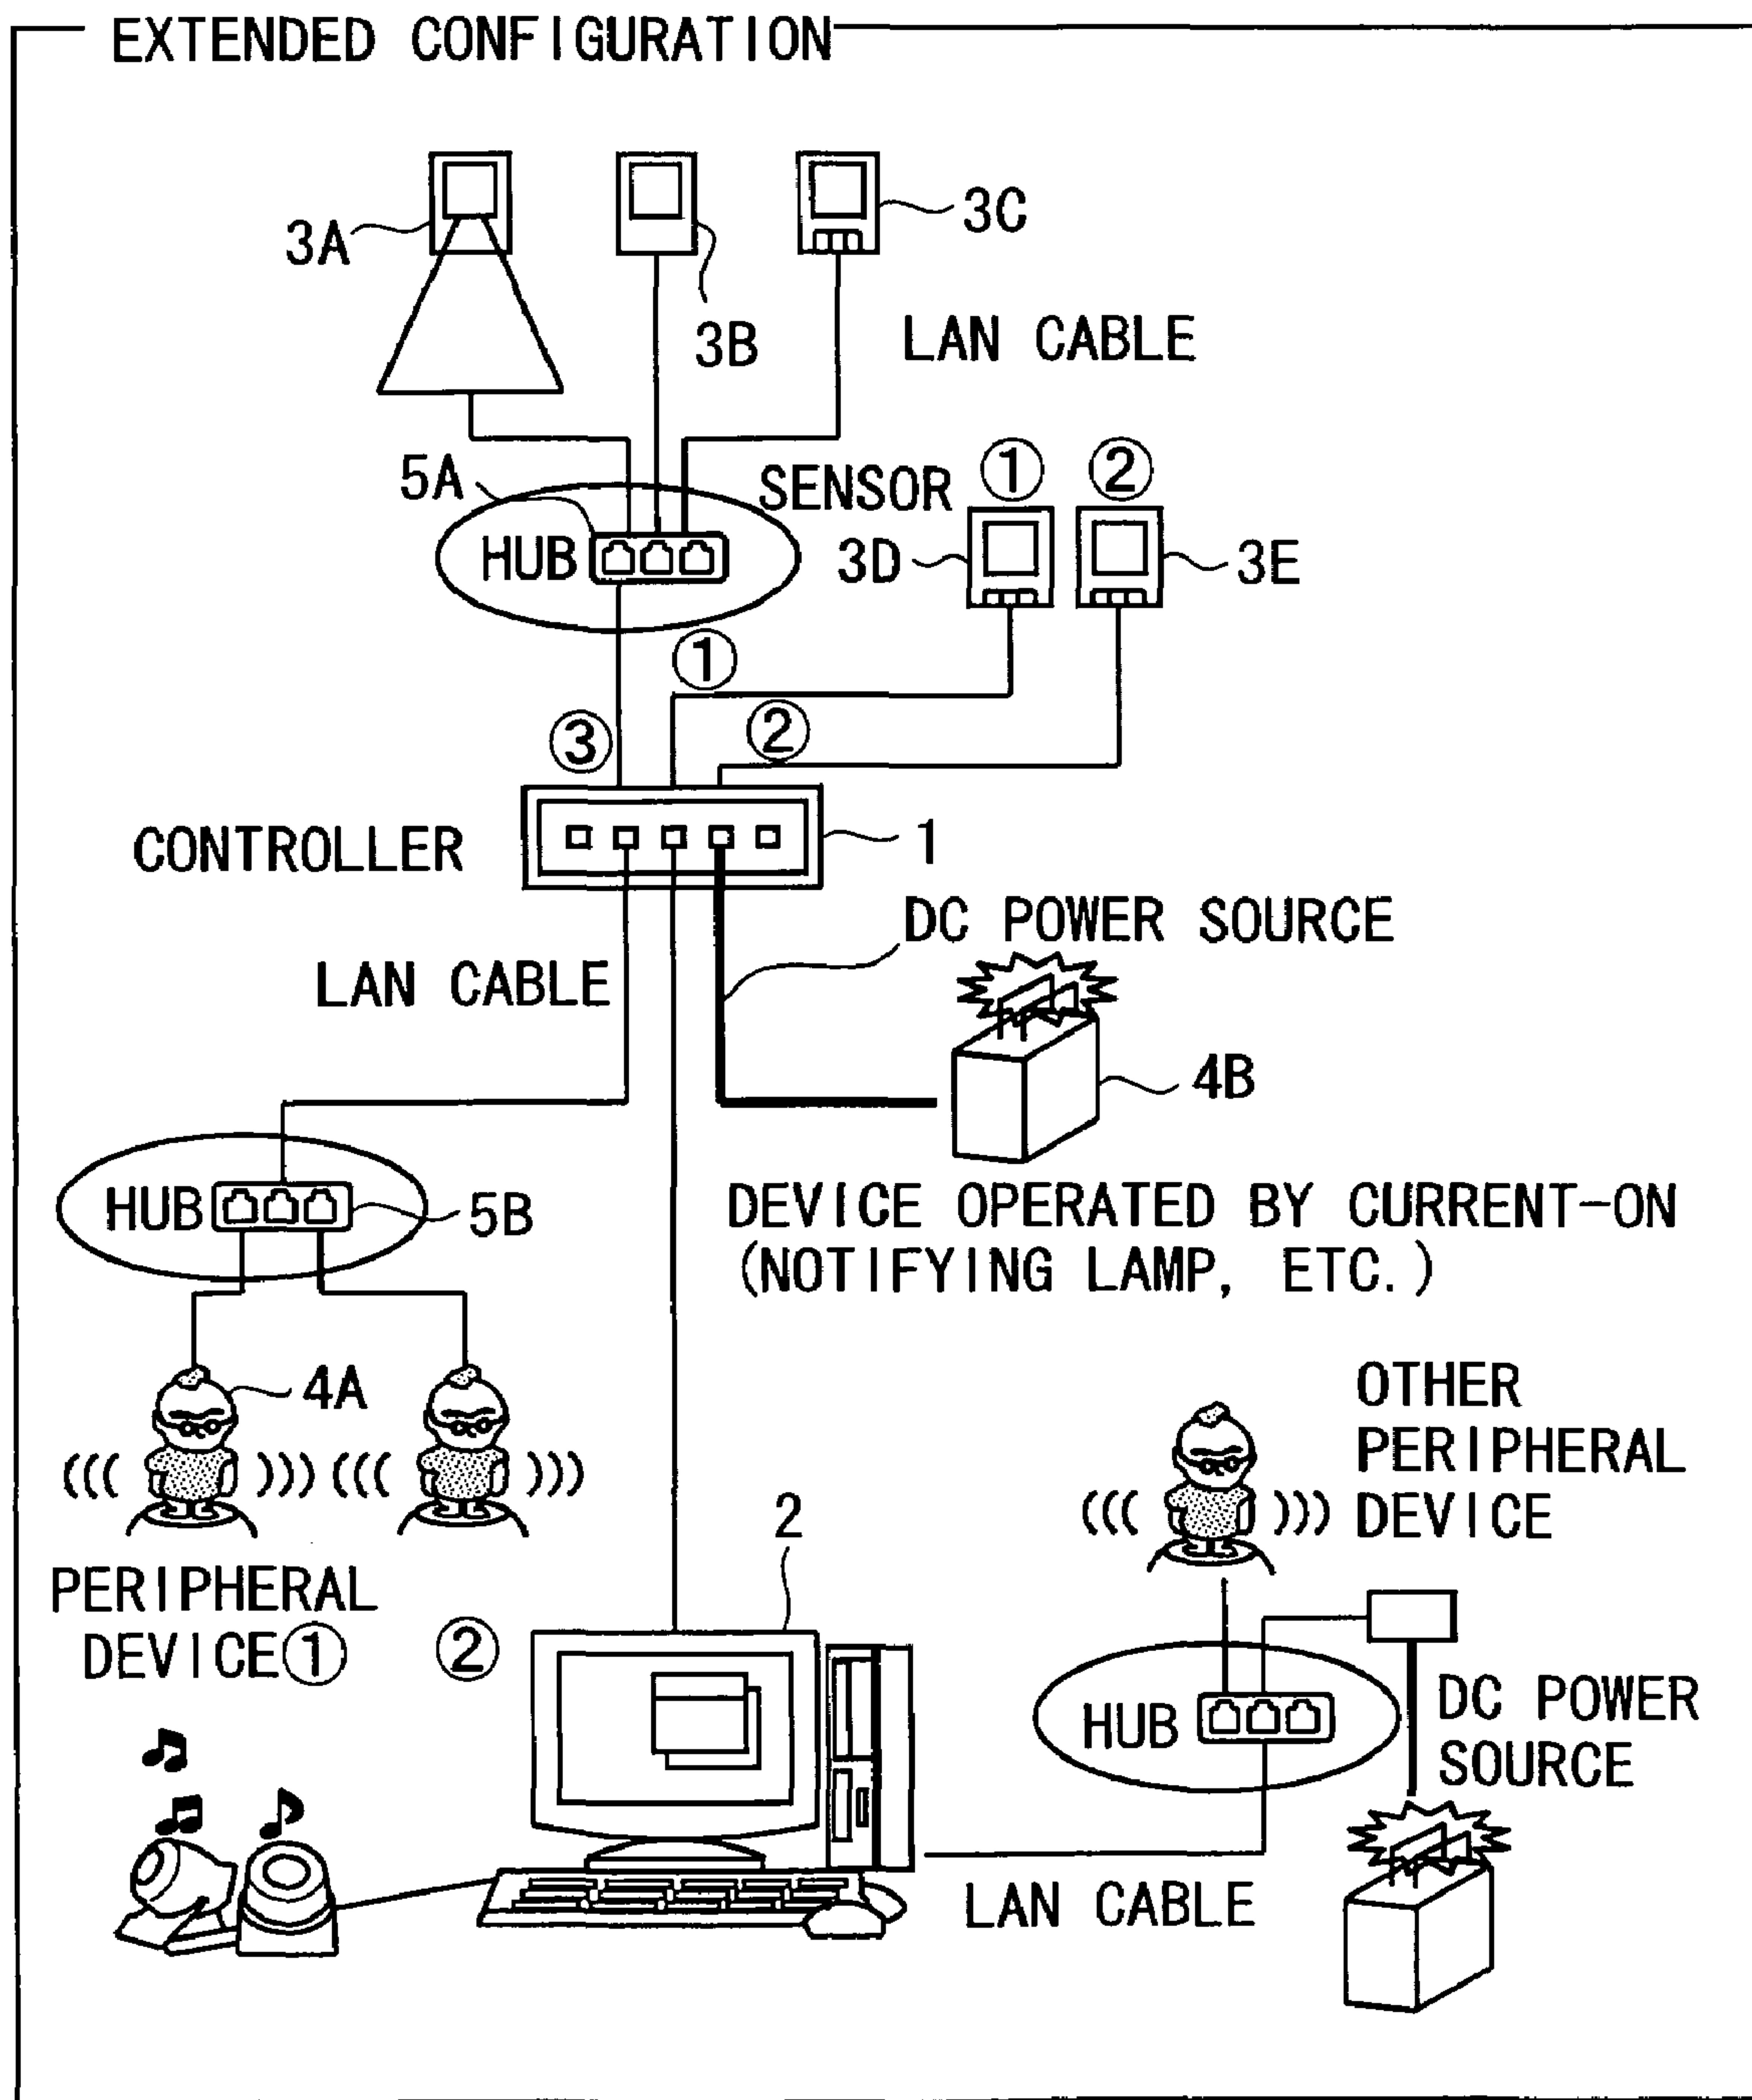 EXTENDED CONFIGURATION
3A
3B
3C
LAN CABLE
5A
SENSOR ① ②
HUB
3D
3E
①
③
②
CONTROLLER
1
DC POWER SOURCE
LAN CABLE
4B
HUB
5B
DEVICE OPERATED BY CURRENT-ON
(NOTIFYING LAMP, ETC.)
4A
OTHER
PERIPHERAL
DEVICE
2
PERIPHERAL
DEVICE① ②
HUB
DC POWER
SOURCE
LAN CABLE